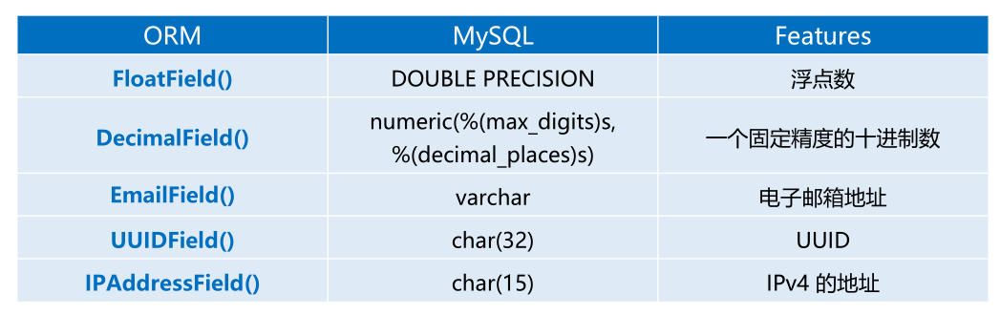 ORM MySQL Features
FloatField() DOUBLE PRECISION 浮点数
DecimalField() numeric(%(max_digits)s, %(decimal_places)s) 一个固定精度的十进制数
EmailField() varchar 电子邮箱地址
UUIDField() char(32) UUID
IPAddressField() char(15) IPv4 的地址